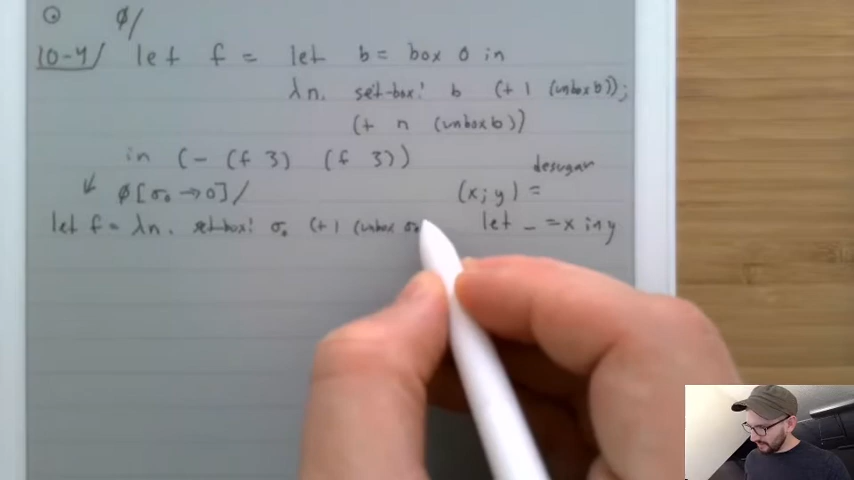 ⊙ ∅/
10-4/ let f = let b = box 0 in
λn. set-box! b (+ 1 (unbox b));
(+ n (unbox b))
in (- (f 3) (f 3))
desugar
↙ ∅[σ₀ → 0]/ (x; y) =
let f = λn. set-box! σ₀ (+ 1 (unbox σ₀ let _ = x in y